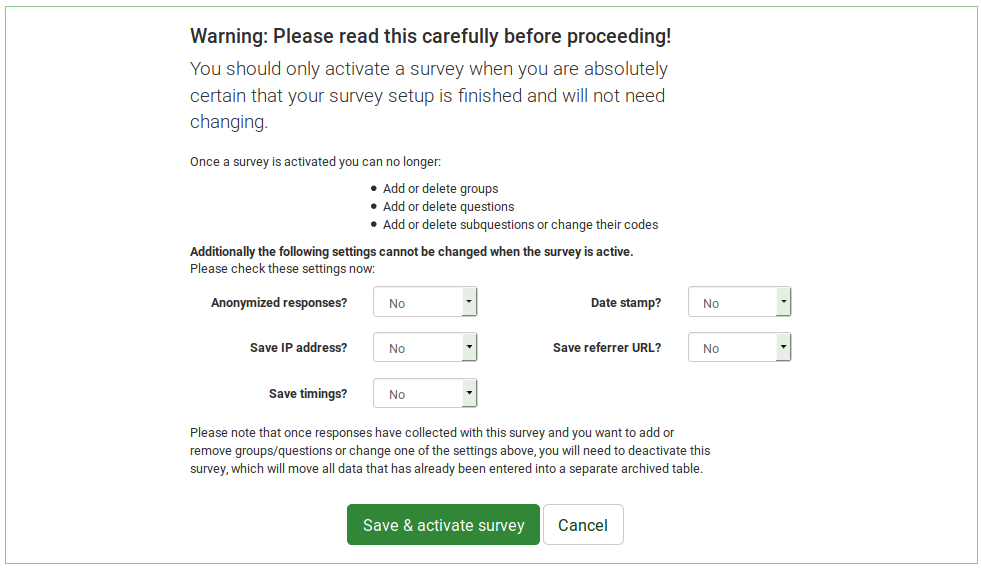 Warning: Please read this carefully before proceeding!
You should only activate a survey when you are absolutely
certain that your survey setup is finished and will not need
changing.
Once a survey is activated you can no longer:
Add or delete groups
Add or delete questions
Add or delete subquestions or change their codes
Additionally the following settings cannot be changed when the survey is active.
Please check these settings now:
Anonymized responses? No Date stamp? No
Save IP address? No Save referrer URL? No
Save timings? No
Please note that once responses have collected with this survey and you want to add or
remove groups/questions or change one of the settings above, you will need to deactivate this
survey, which will move all data that has already been entered into a separate archived table.
Save & activate survey Cancel